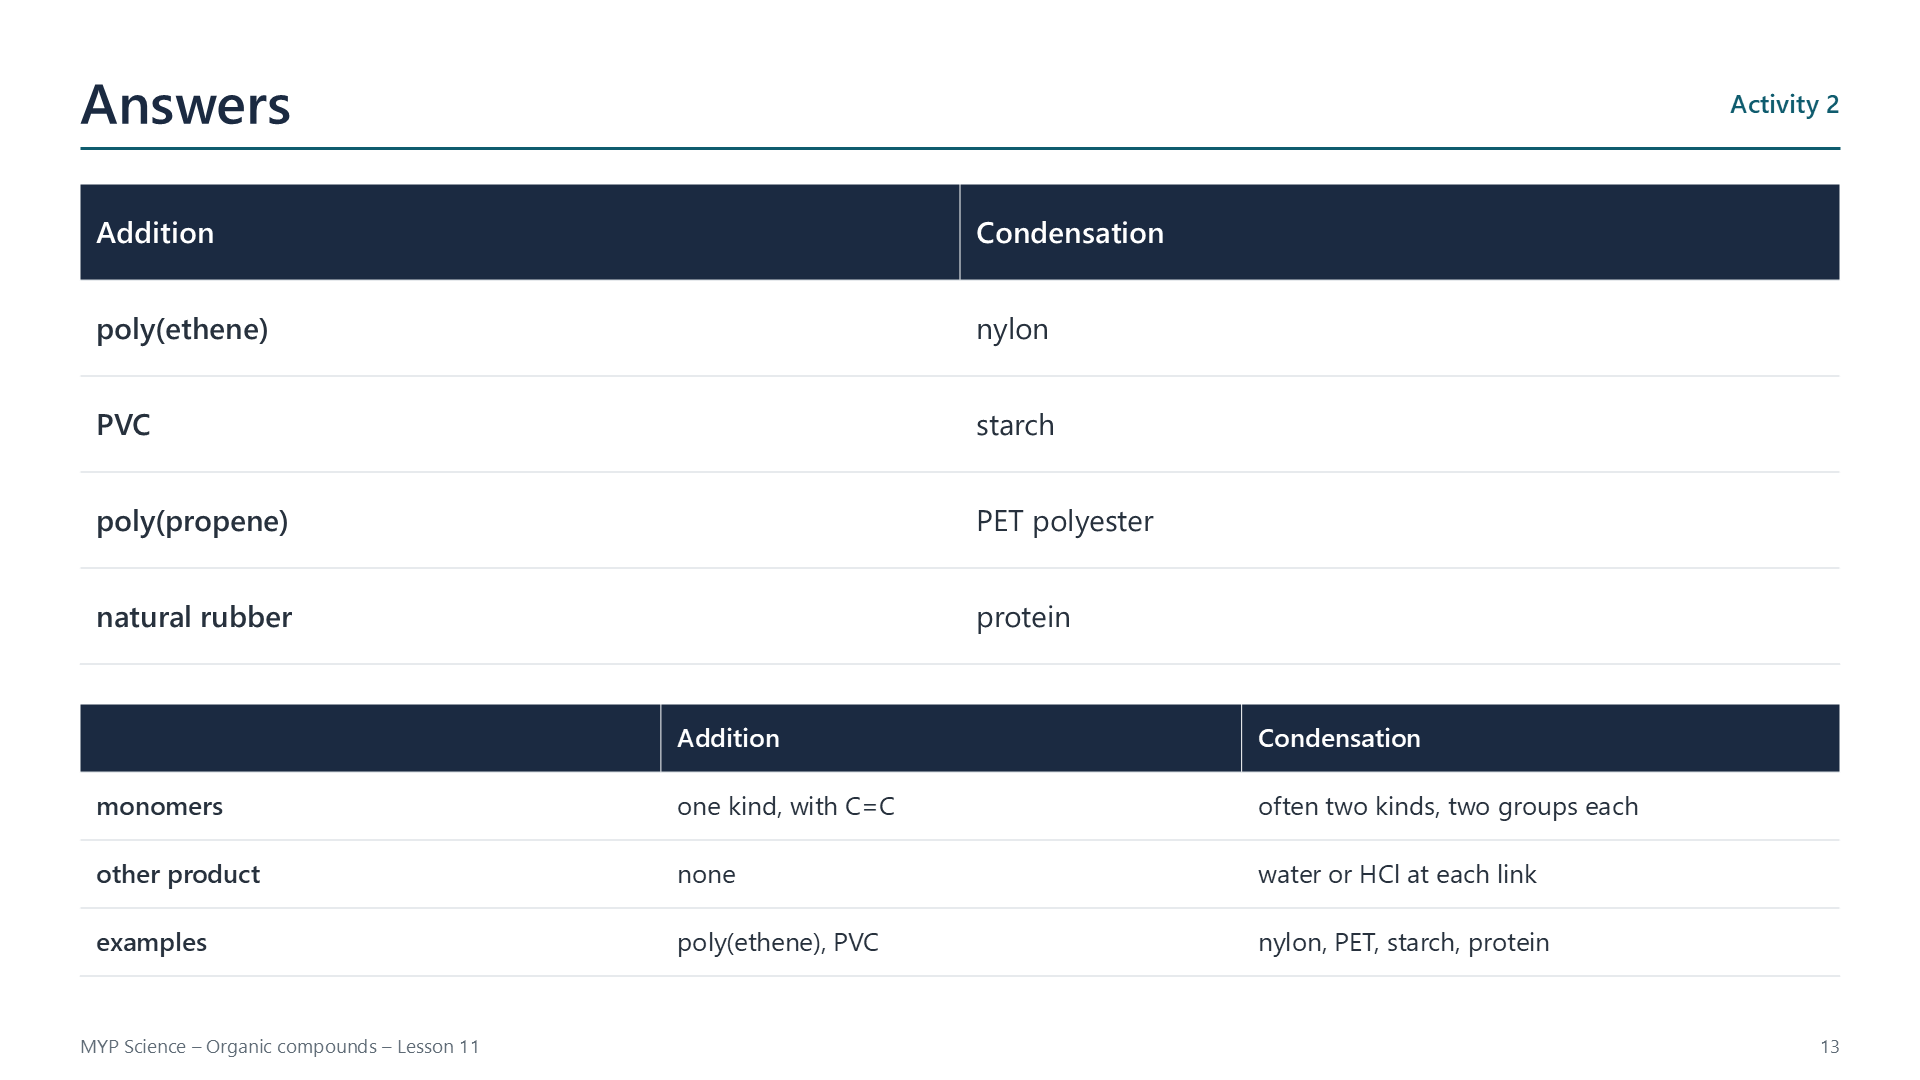 Answers
Activity 2
Addition Condensation
poly(ethene) nylon
PVC starch
poly(propene) PET polyester
natural rubber protein
Addition Condensation
monomers one kind, with C=C often two kinds, two groups each
other product none water or HCl at each link
examples poly(ethene), PVC nylon, PET, starch, protein
MYP Science – Organic compounds – Lesson 11
13